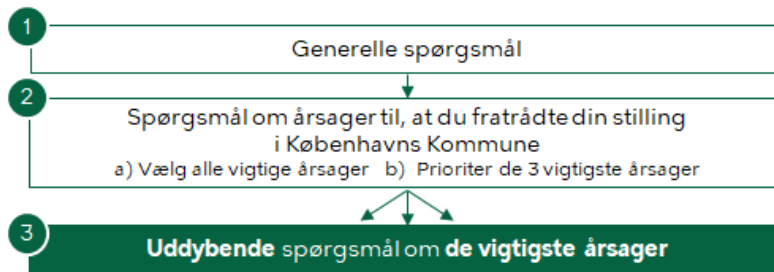 1
Generelle spørgsmål
2
Spørgsmål om årsager til, at du fratrådte din stilling
i Københavns Kommune
a) Vælg alle vigtige årsager b) Prioriter de 3 vigtigste årsager
3
Uddybende spørgsmål om de vigtigste årsager